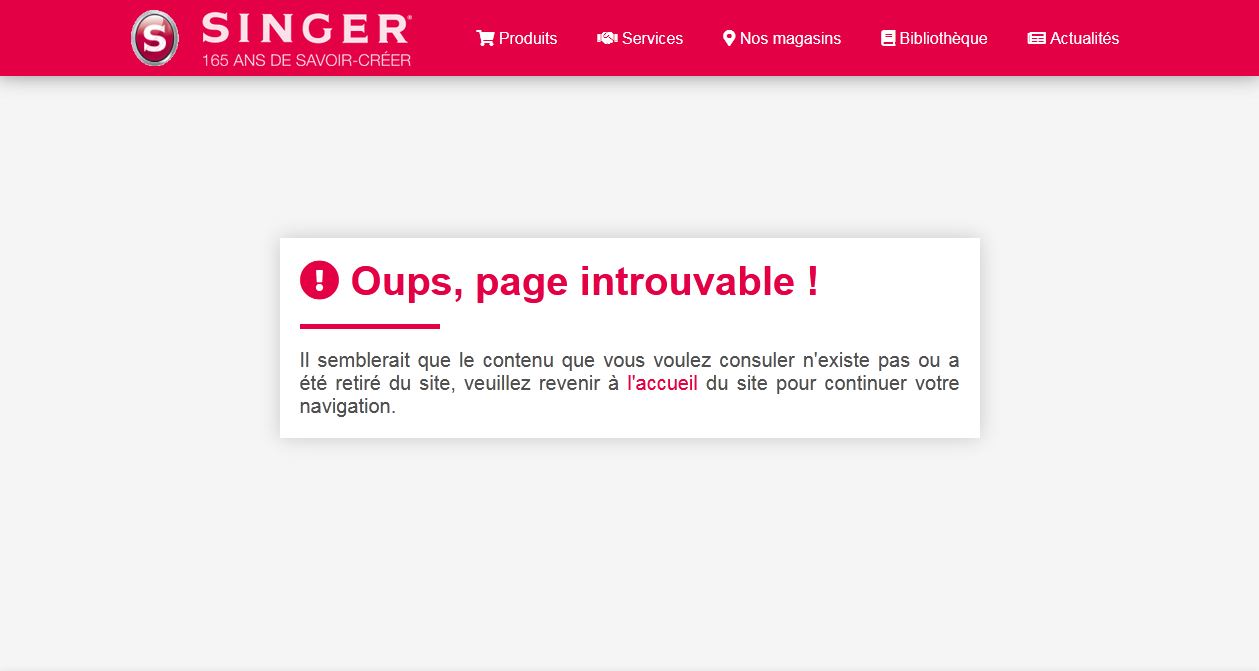 S SINGER®
165 ANS DE SAVOIR-CRÉER
Produits
Services
Nos magasins
Bibliothèque
Actualités
Oups, page introuvable !
Il semblerait que le contenu que vous voulez consuler n'existe pas ou a
été retiré du site, veuillez revenir à l'accueil du site pour continuer votre
navigation.